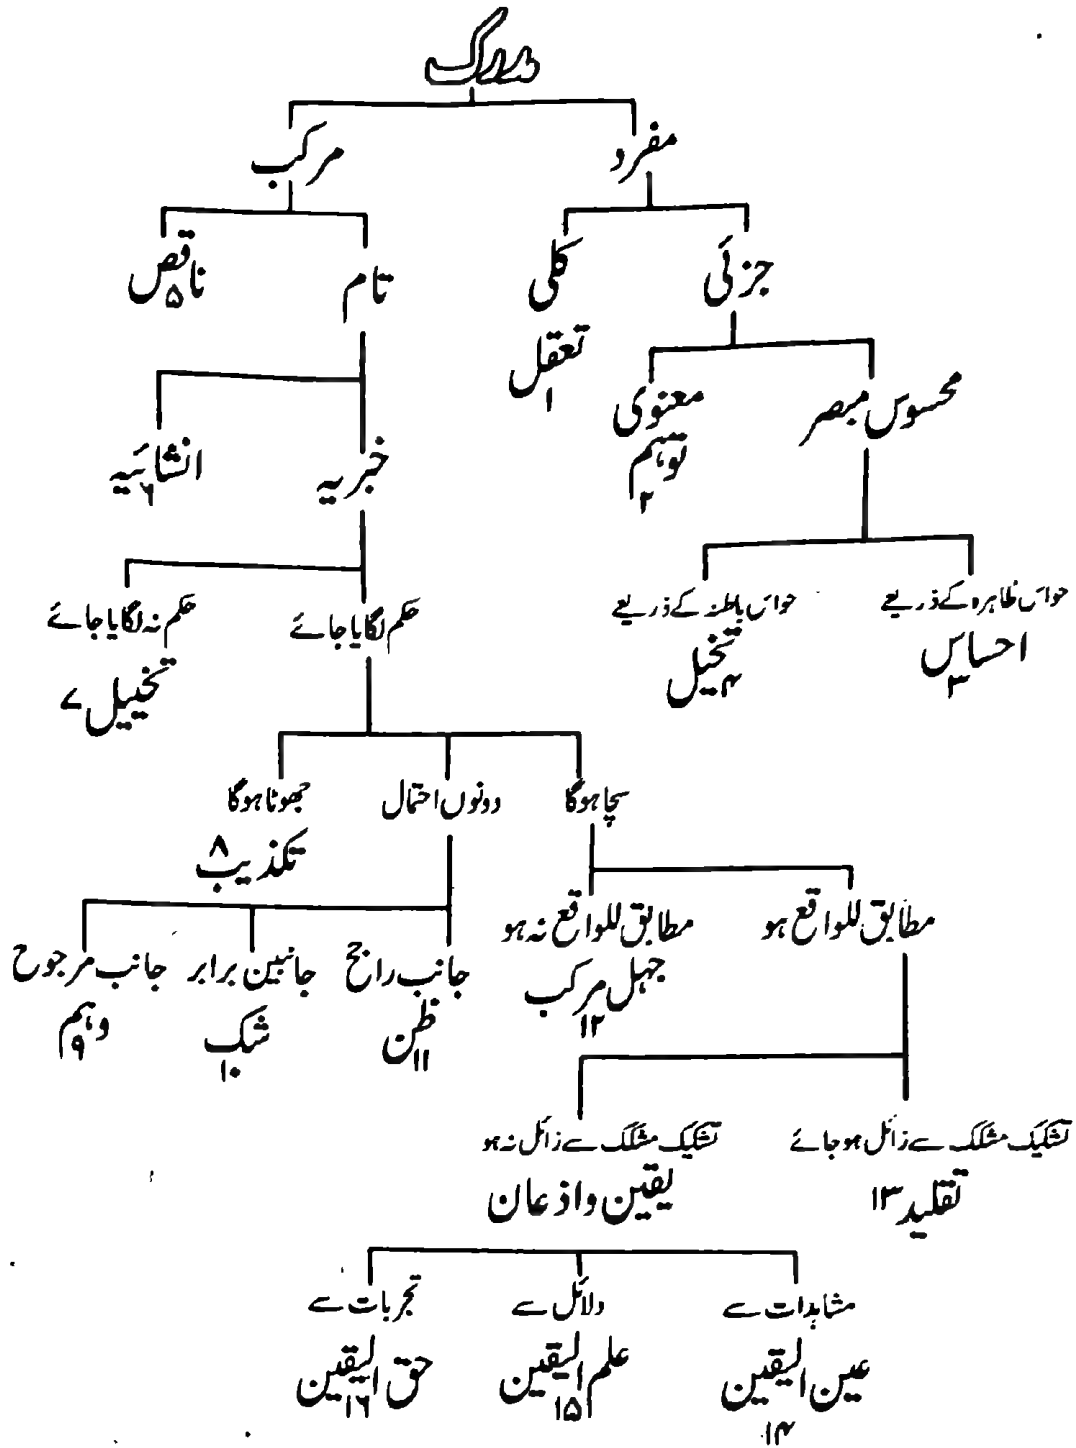 مدرک
مفرد مرکب
جزئی کلی تام ناقص ۵
تعقل ۱
محسوس مبصر معنوی
توہم ۲
خبریہ انشائیہ ۶
حواس ظاہرہ کے ذریعے حواس باطنہ کے ذریعے حکم لگایا جائے حکم نہ لگایا جائے
احساس ۳ تخیل ۴ تخییل ۷
سچا ہوگا دونوں احتمال جھوٹا ہوگا
تکذیب ۸
مطابق للواقع ہو مطابق للواقع نہ ہو جانب راجح جانبین برابر جانب مرجوح
جہل مرکب ۱۲ ظن ۱۱ شک ۱۰ وہم ۹
تشکیک مشکک سے زائل ہو جائے تشکیک مشکک سے زائل نہ ہو
تقلید ۱۳ یقین واذعان
مشاہدات سے دلائل سے تجربات سے
عین الیقین ۱۴ علم الیقین ۱۵ حق الیقین ۱۶